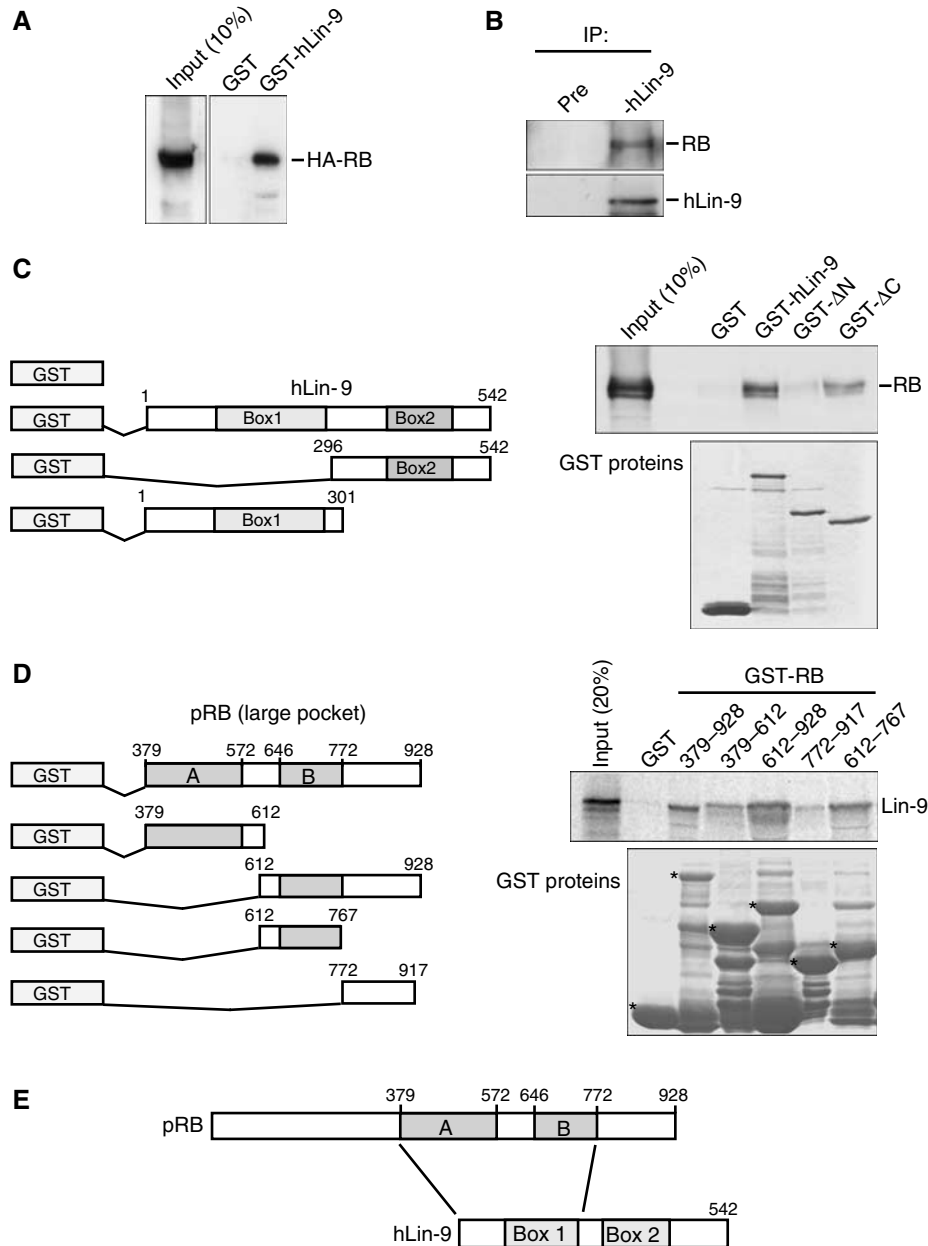 A
Input (10%)
GST
GST-hLin-9
HA-RB
B
IP:
Pre
-hLin-9
RB
hLin-9
C
GST
hLin-9
GST
1
Box1
Box2
542
GST
296
Box2
542
GST
1
Box1
301
Input (10%)
GST
GST-hLin-9
GST-ΔN
GST-ΔC
RB
GST proteins
D
pRB (large pocket)
379
572
646
772
928
GST
A
B
379
612
GST
612
928
GST
612
767
GST
772
917
GST
Input (20%)
GST
GST-RB
379–928
379–612
612–928
772–917
612–767
Lin-9
GST proteins
*
*
*
*
*
*
E
379
572
646
772
928
pRB
A
B
542
hLin-9
Box 1
Box 2